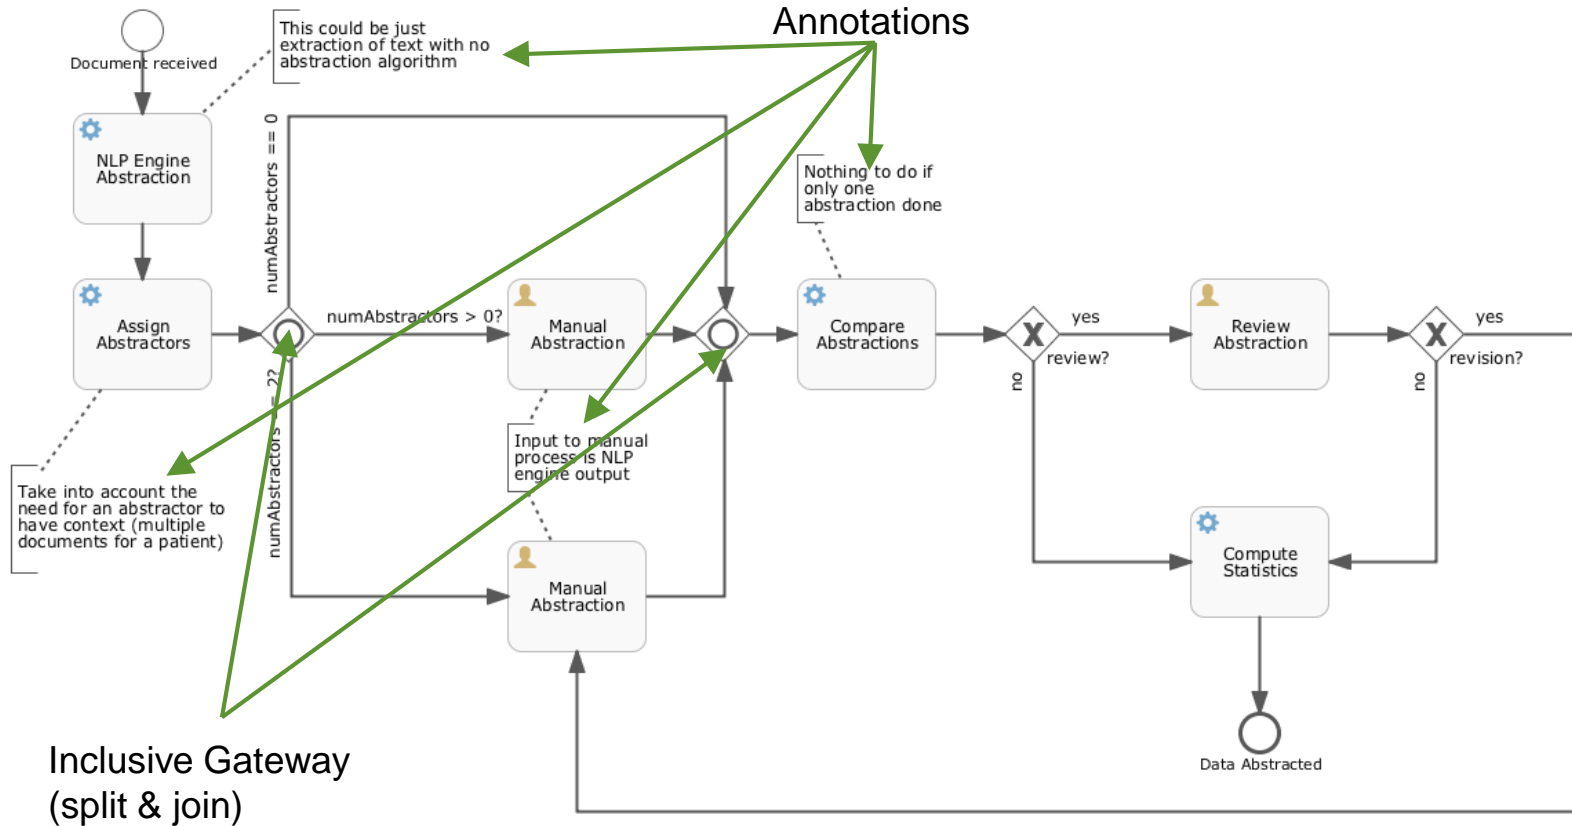 Annotations
This could be just
extraction of text with no
abstraction algorithm
Document received
NLP Engine
Abstraction
numAbstractors == 0
Nothing to do if
only one
abstraction done
Assign
Abstractors
numAbstractors > 0?
Manual
Abstraction
Compare
Abstractions
yes
review?
no
Review
Abstraction
yes
revision?
no
numAbstractors
2?
Input to manual
process is NLP
engine output
Take into account the
need for an abstractor to
have context (multiple
documents for a patient)
Manual
Abstraction
Compute
Statistics
Data Abstracted
Inclusive Gateway
(split & join)